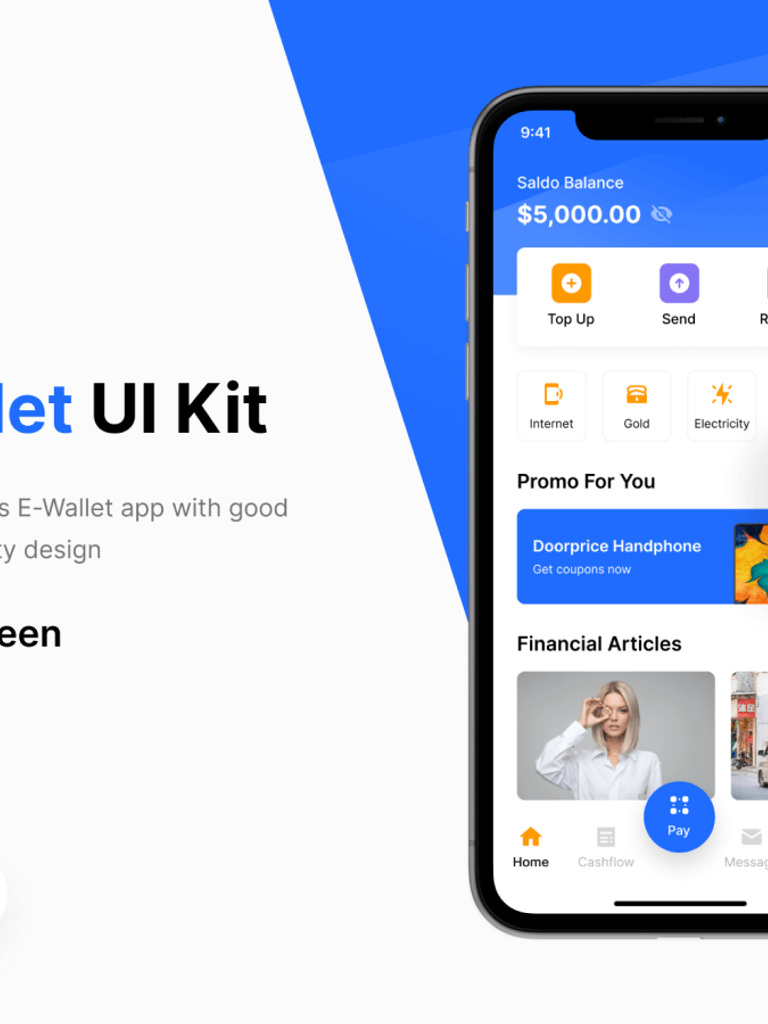 let UI Kit
s E-Wallet app with good
ty design
een
9:41
Saldo Balance
$5,000.00
Top Up
Send
R
Internet
Gold
Electricity
Promo For You
Doorprice Handphone
Get coupons now
Financial Articles
Pay
Home
Cashflow
Messag